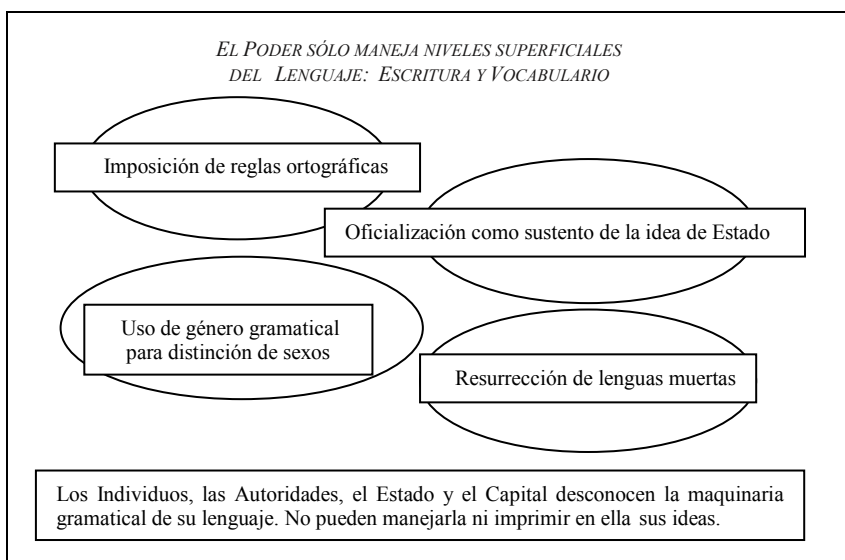 EL PODER SÓLO MANEJA NIVELES SUPERFICIALES
DEL LENGUAJE: ESCRITURA Y VOCABULARIO
Imposición de reglas ortográficas
Oficialización como sustento de la idea de Estado
Uso de género gramatical
para distinción de sexos
Resurrección de lenguas muertas
Los Individuos, las Autoridades, el Estado y el Capital desconocen la maquinaria
gramatical de su lenguaje. No pueden manejarla ni imprimir en ella sus ideas.